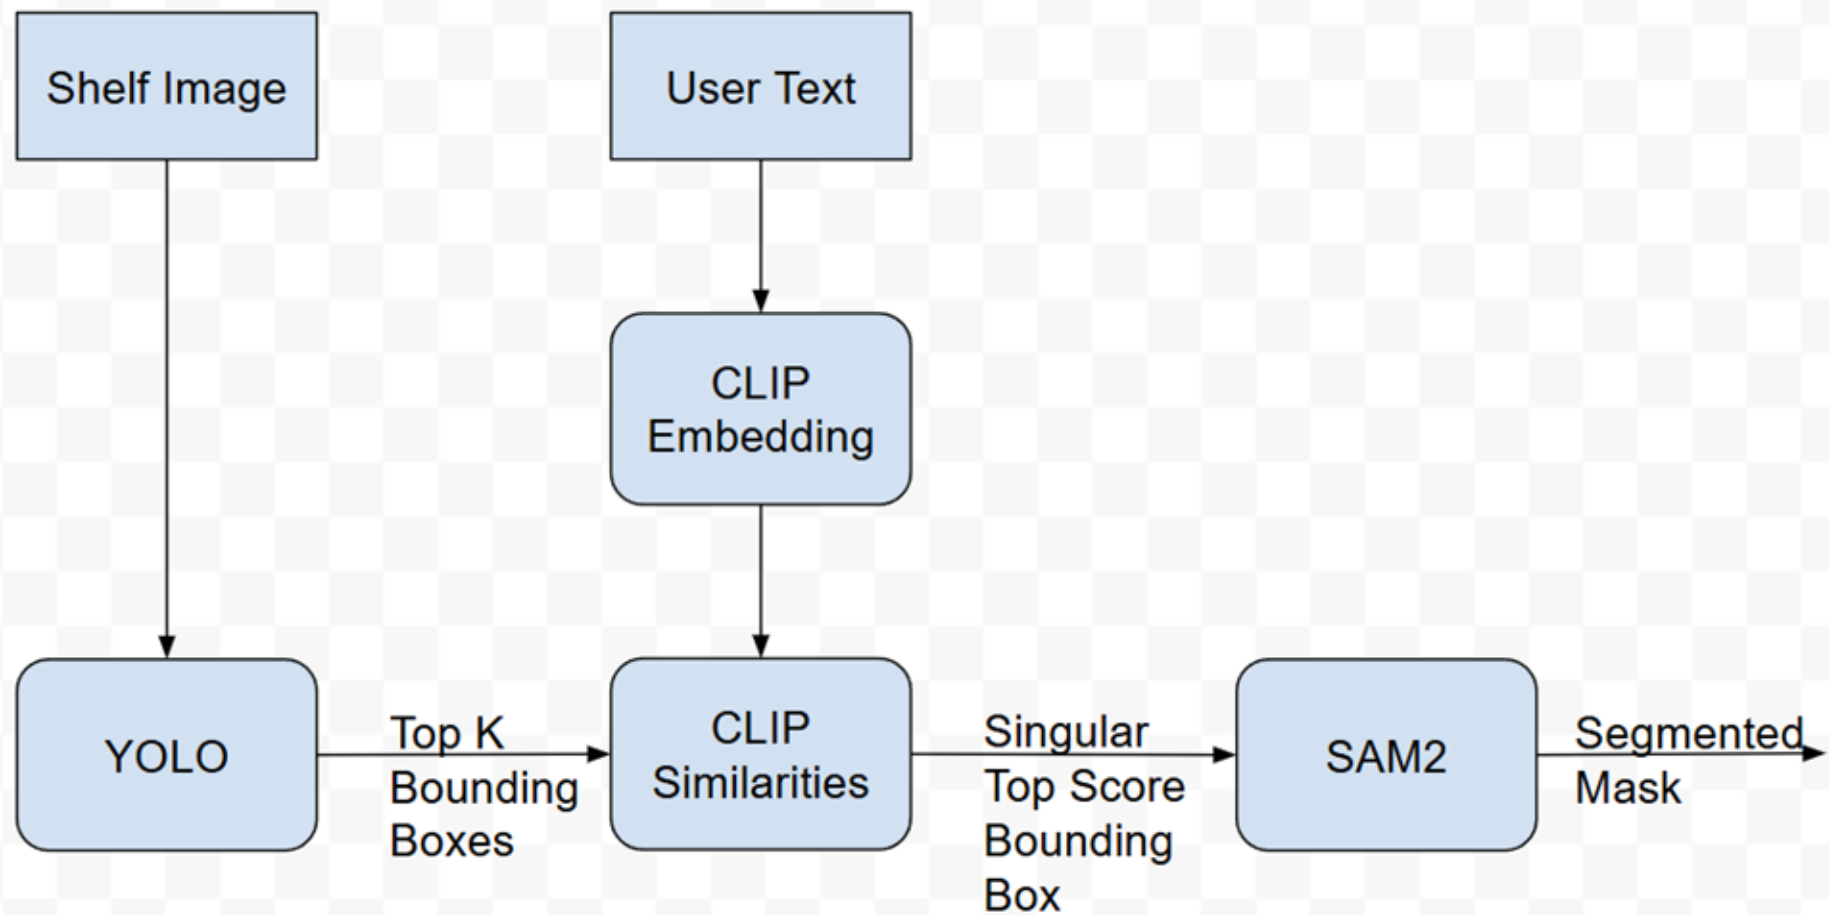 Shelf Image
User Text
CLIP
Embedding
YOLO
Top K
Bounding
Boxes
CLIP
Similarities
Singular
Top Score
Bounding
Box
SAM2
Segmented
Mask